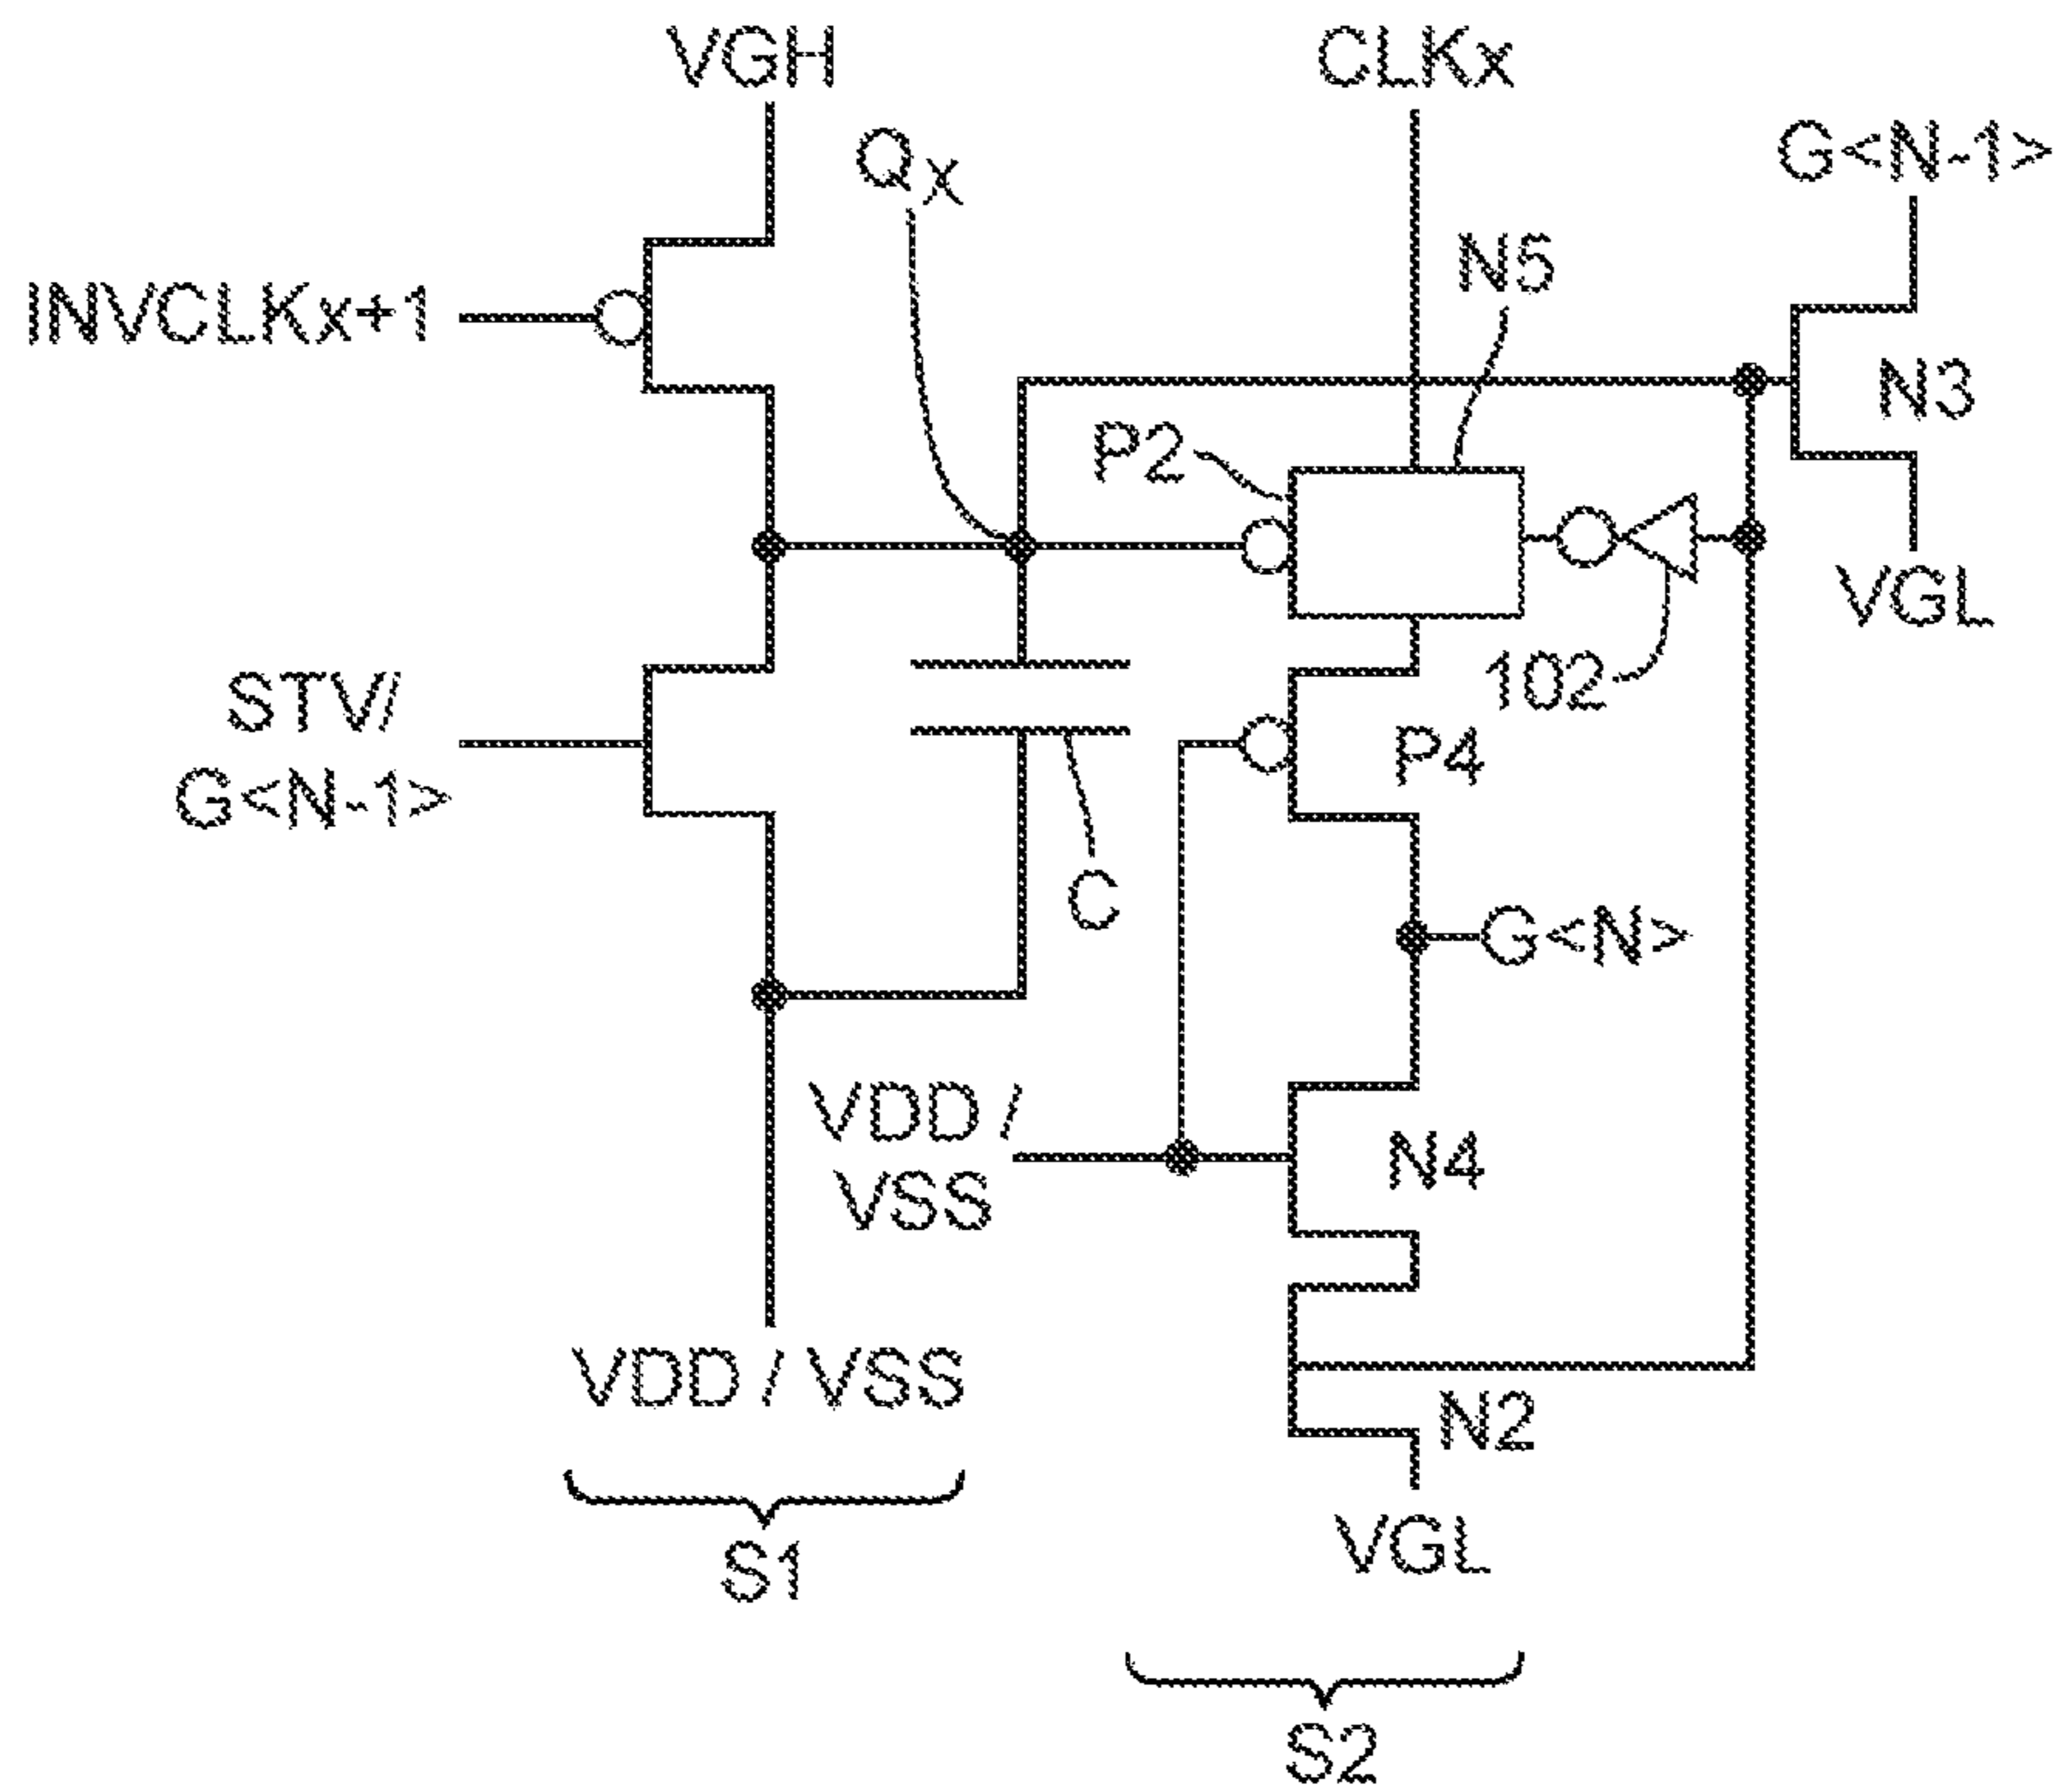 VGH
CLKx
G<N-1>
QX
N5
INVCLKx+1
N3
P2
VGL
STV/
G<N-1>
102
P4
C
G<N>
VDD /
VSS
N4
VDD / VSS
N2
VGL
S1
S2